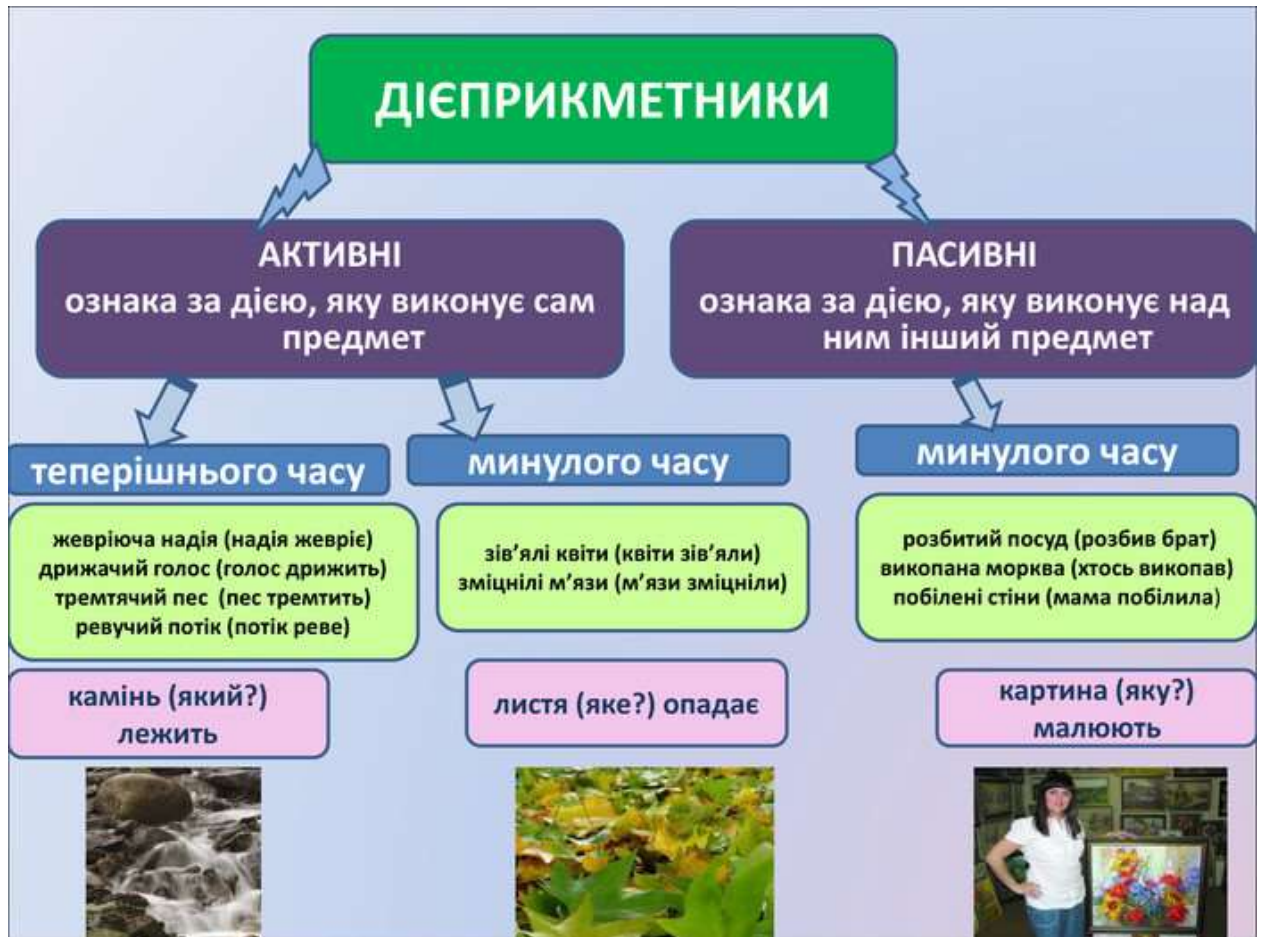 ДІЄПРИКМЕТНИКИ
АКТИВНІ
ознака за дією, яку виконує сам
предмет
ПАСИВНІ
ознака за дією, яку виконує над
ним інший предмет
теперішнього часу
минулого часу
минулого часу
жевріюча надія (надія жевріє)
дрижачий голос (голос дрижить)
тремтячий пес (пес тремтить)
ревучий потік (потік реве)
зів’ялі квіти (квіти зів’яли)
зміцнілі м’язи (м’язи зміцніли)
розбитий посуд (розбив брат)
викопана морква (хтось викопав)
побілені стіни (мама побілила)
камінь (який?)
лежить
листя (яке?) опадає
картина (яку?)
малюють